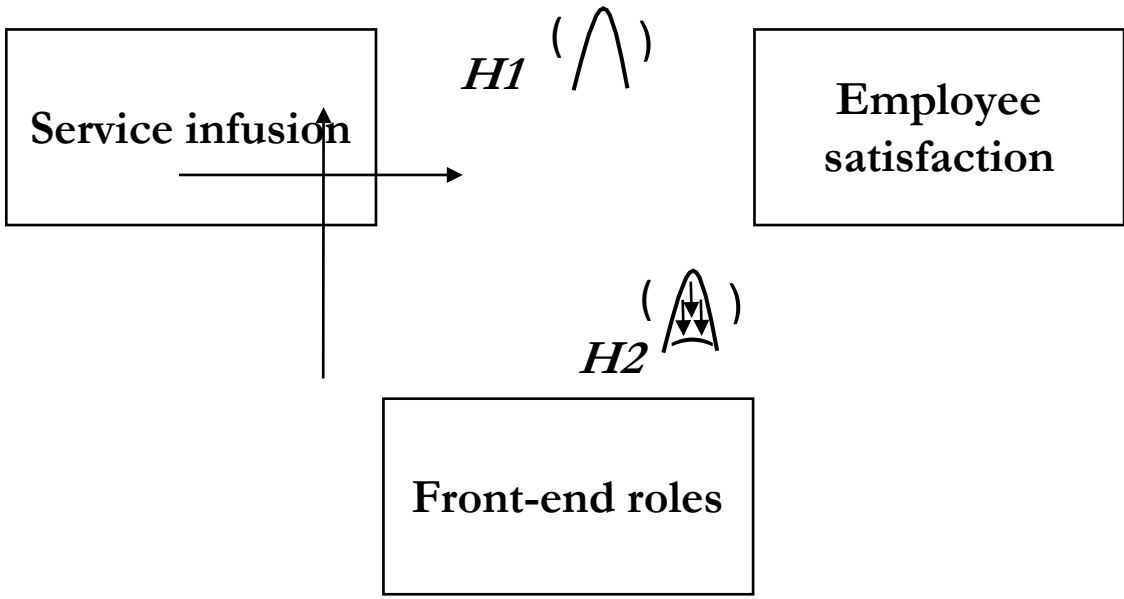 H1
Service infusion
Employee
satisfaction
H2
Front-end roles